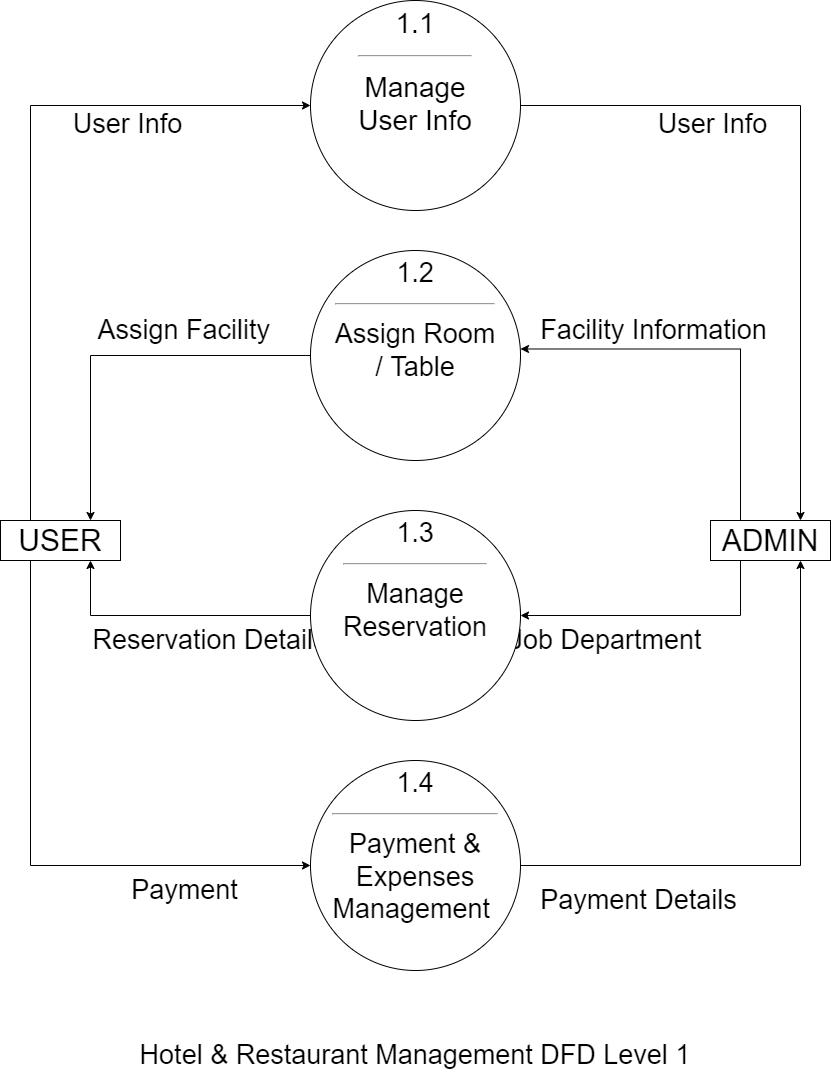 1.1
Manage
User Info
User Info
User Info
1.2
Assign Room
/ Table
Assign Facility
Facility Information
USER
ADMIN
1.3
Manage
Reservation
Reservation Detail
Job Department
1.4
Payment &
Expenses
Management
Payment
Payment Details
Hotel & Restaurant Management DFD Level 1